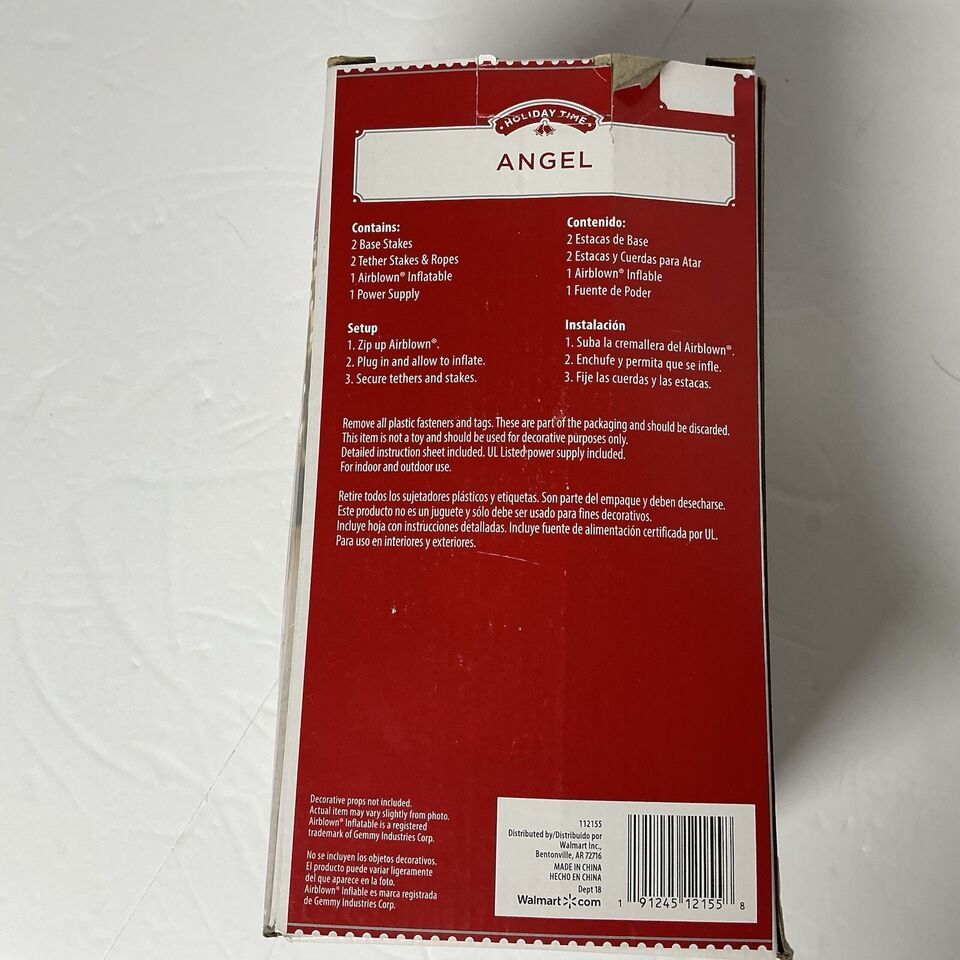 HOLIDAY TIME
ANGEL
Contains:
2 Base Stakes
2 Tether Stakes & Ropes
1 Airblown® Inflatable
1 Power Supply
Contenido:
2 Estacas de Base
2 Estacas y Cuerdas para Atar
1 Airblown® Inflable
1 Fuente de Poder
Setup
1. Zip up Airblown®.
2. Plug in and allow to inflate.
3. Secure tethers and stakes.
Instalación
1. Suba la cremallera del Airblown®.
2. Enchufe y permita que se infle.
3. Fije las cuerdas y las estacas.
Remove all plastic fasteners and tags. These are part of the packaging and should be discarded.
This item is not a toy and should be used for decorative purposes only.
Detailed instruction sheet included. UL Listed power supply included.
For indoor and outdoor use.
Retire todos los sujetadores plásticos y etiquetas. Son parte del empaque y deben desecharse.
Este producto no es un juguete y sólo debe ser usado para fines decorativos.
Incluye hoja con instrucciones detalladas. Incluye fuente de alimentación certificada por UL.
Para uso en interiores y exteriores.
Decorative props not included.
Actual item may vary slightly from photo.
Airblown® Inflatable is a registered
trademark of Gemmy Industries Corp.
No se incluyen los objetos decorativos.
El producto puede variar ligeramente
del que aparece en la foto.
Airblown® Inflable es marca registrada
de Gemmy Industries Corp.
112155
Distributed by/Distribuido por
Walmart Inc.,
Bentonville, AR 72716
MADE IN CHINA
HECHO EN CHINA
Dept 18
Walmart.com
1 91245 12155 8